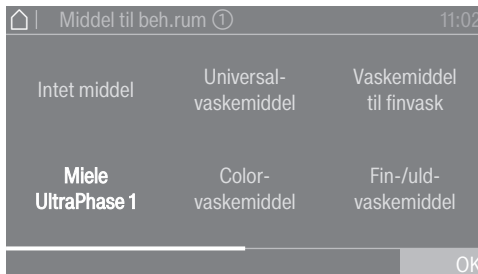 Middel til beh.rum ① 11:02
Intet middel
Universal-
vaskemiddel
Vaskemiddel
til finvask
Miele
UltraPhase 1
Color-
vaskemiddel
Fin-/uld-
vaskemiddel
OK